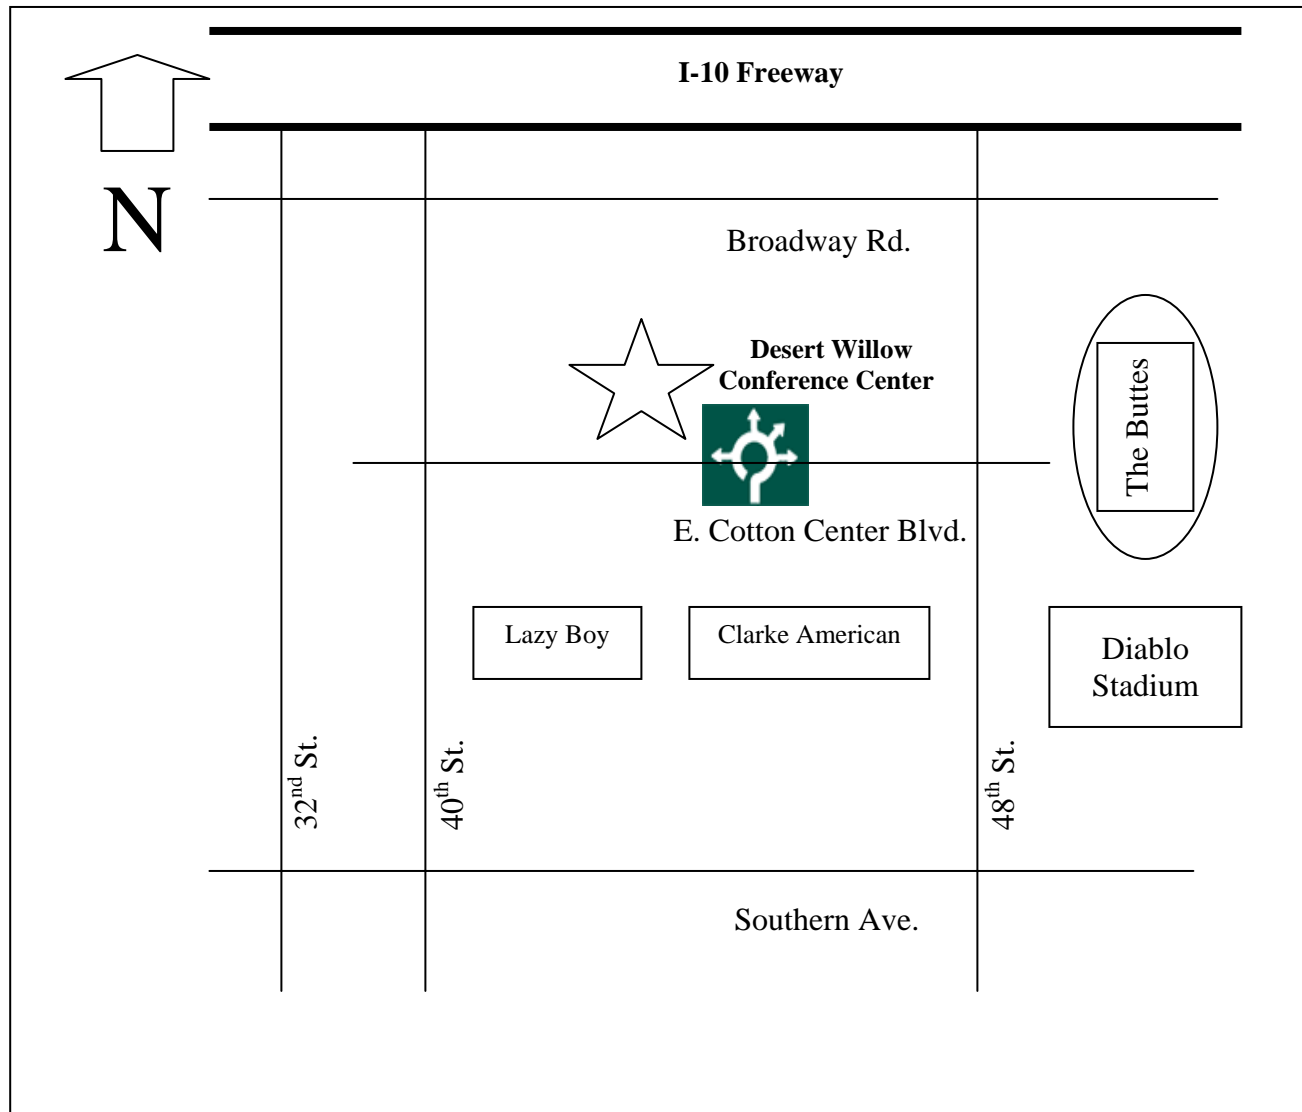 I-10 Freeway
N
Broadway Rd.
Desert Willow
Conference Center
The Buttes
E. Cotton Center Blvd.
Lazy Boy
Clarke American
Diablo
Stadium
32nd St.
40th St.
48th St.
Southern Ave.